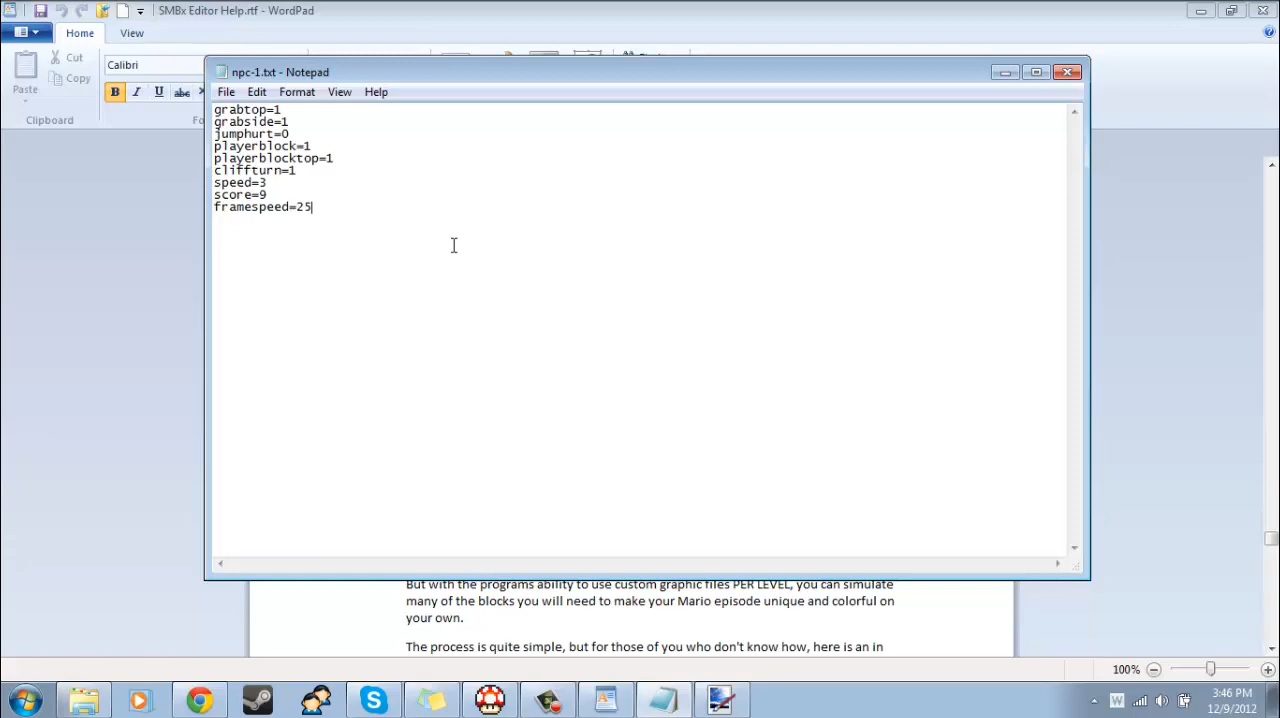 SMBx Editor Help.rtf - WordPad
Home
View
Cut
Copy
Paste
Clipboard
Calibri
B I U abc
npc-1.txt - Notepad
File Edit Format View Help
grabtop=1
grabside=1
jumphurt=0
playerblock=1
playerblocktop=1
cliffturn=1
speed=3
score=9
framespeed=25
But with the programs ability to use custom graphic files PER LEVEL, you can simulate
many of the blocks you will need to make your Mario episode unique and colorful on
your own.
The process is quite simple, but for those of you who don't know how, here is an in
100%
3:46 PM
12/9/2012